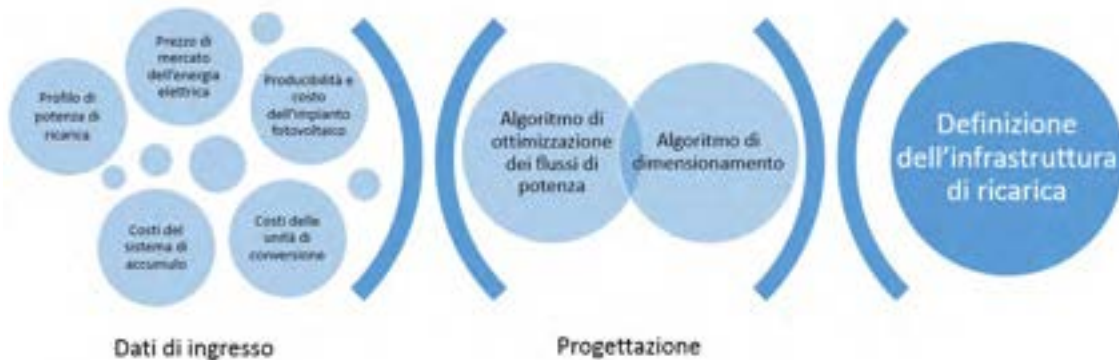 Prezzo di
mercato
dell'energia
elettrica
Profilo di
potenza di
ricarica
Producibilità e
costo
dell'impianto
fotovoltaico
Costi del
sistema di
accumulo
Costi delle
unità di
conversione
Dati di ingresso
Algoritmo di
ottimizzazione
dei flussi di
potenza
Algoritmo di
dimensionamento
Progettazione
Definizione
dell'infrastruttura
di ricarica